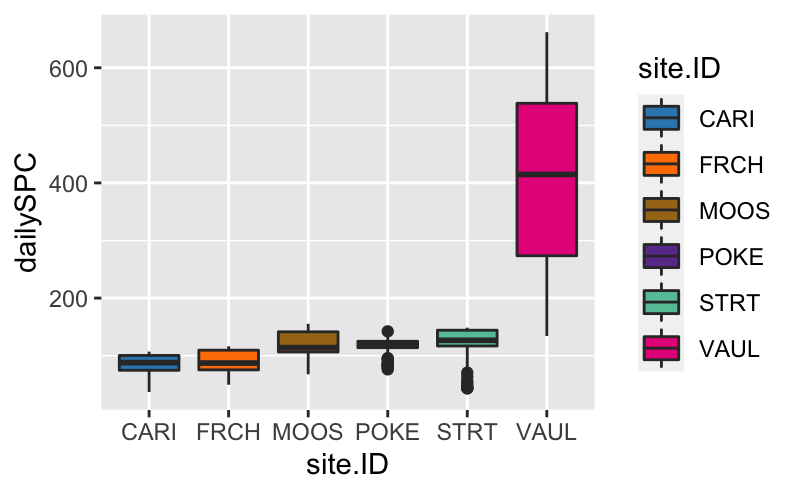 dailySPC
600
400
200
CARI FRCH MOOS POKE STRT VAUL
site.ID
site.ID
CARI
FRCH
MOOS
POKE
STRT
VAUL